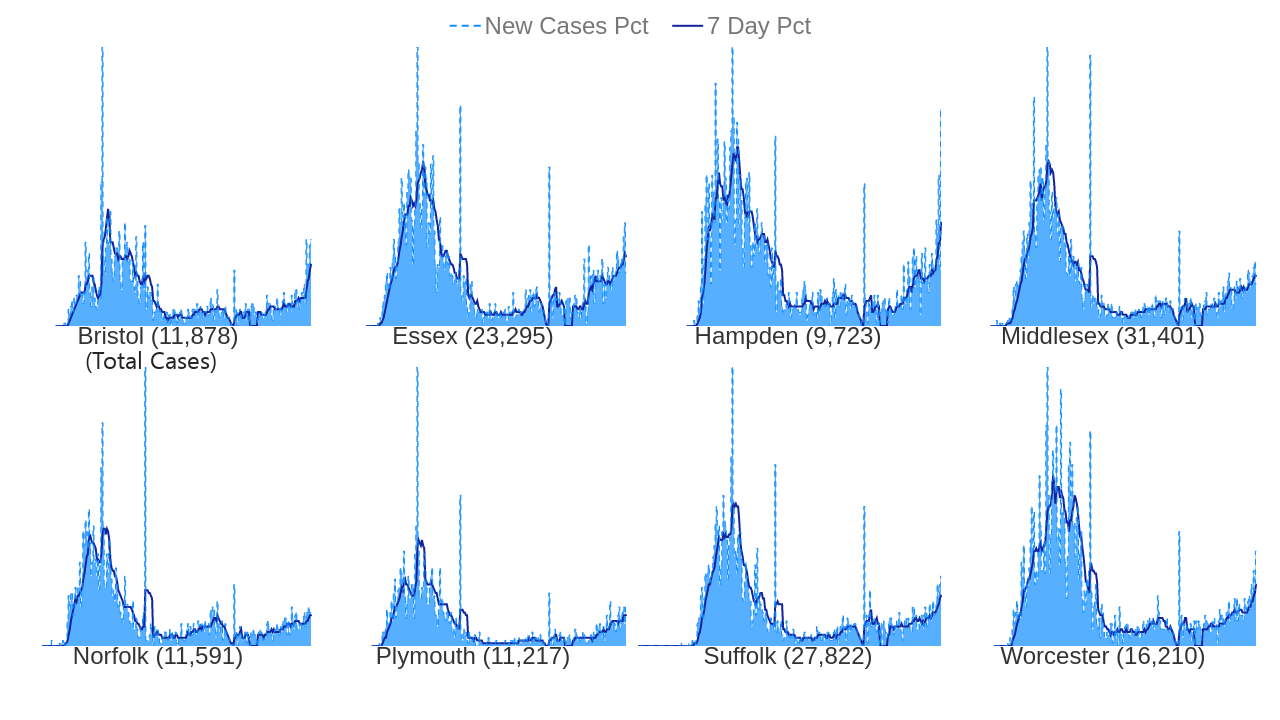 New Cases Pct 7 Day Pct
Bristol (11,878)
(Total Cases)
Essex (23,295)
Hampden (9,723)
Middlesex (31,401)
Norfolk (11,591)
Plymouth (11,217)
Suffolk (27,822)
Worcester (16,210)